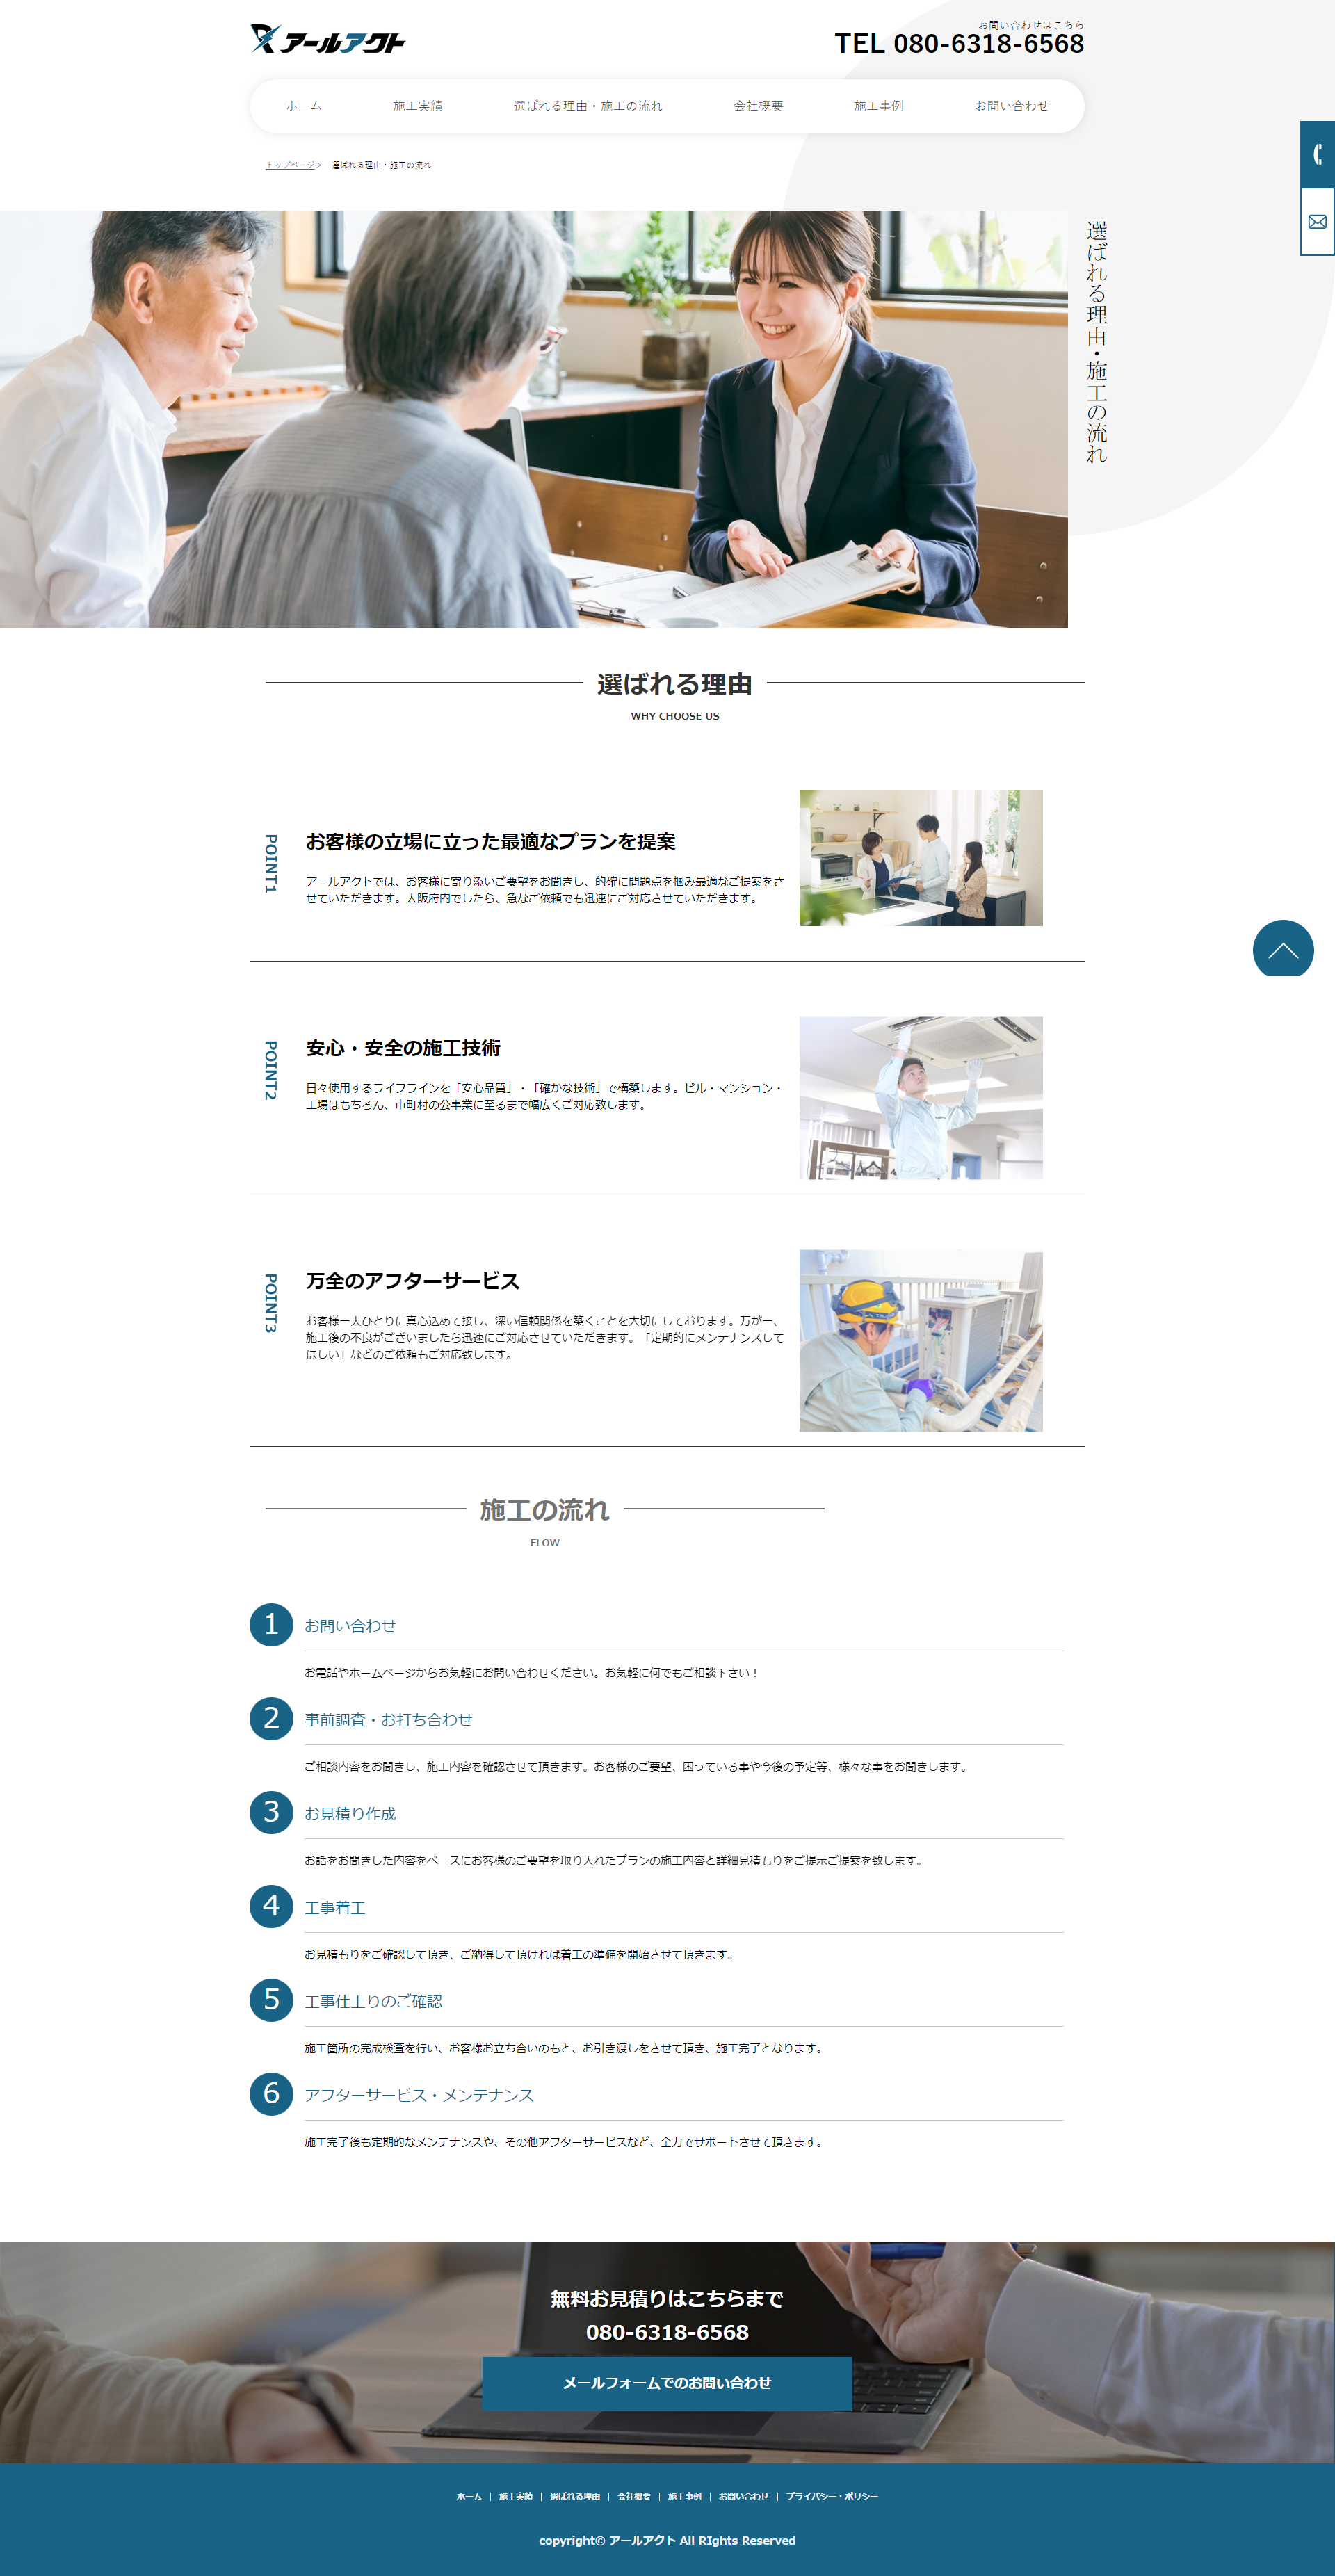 アールアクト
お問い合わせはこちら
TEL 080-6318-6568
ホーム
施工実績
選ばれる理由・施工の流れ
会社概要
施工事例
お問い合わせ
トップページ > 選ばれる理由・施工の流れ
選ばれる理由・施工の流れ
選ばれる理由
WHY CHOOSE US
POINT1
お客様の立場に立った最適なプランを提案
アールアクトでは、お客様に寄り添いご要望をお聞きし、的確に問題点を掴み最適なご提案をさ
せていただきます。大阪府内でしたら、急なご依頼でも迅速にご対応させていただきます。
POINT2
安心・安全の施工技術
日々使用するライフラインを「安心品質」・「確かな技術」で構築します。ビル・マンション・
工場はもちろん、市町村の公事業に至るまで幅広くご対応致します。
POINT3
万全のアフターサービス
お客様一人ひとりに真心込めて接し、深い信頼関係を築くことを大切にしております。万が一、
施工後の不良がございましたら迅速にご対応させていただきます。「定期的にメンテナンスして
ほしい」などのご依頼もご対応致します。
施工の流れ
FLOW
1
お問い合わせ
お電話やホームページからお気軽にお問い合わせください。お気軽に何でもご相談下さい！
2
事前調査・お打ち合わせ
ご相談内容をお聞きし、施工内容を確認させて頂きます。お客様のご要望、困っている事や今後の予定等、様々な事をお聞きします。
3
お見積り作成
お話をお聞きした内容をベースにお客様のご要望を取り入れたプランの施工内容と詳細見積もりをご提示ご提案を致します。
4
工事着工
お見積もりをご確認して頂き、ご納得して頂ければ着工の準備を開始させて頂きます。
5
工事仕上りのご確認
施工箇所の完成検査を行い、お客様お立ち合いのもと、お引き渡しをさせて頂き、施工完了となります。
6
アフターサービス・メンテナンス
施工完了後も定期的なメンテナンスや、その他アフターサービスなど、全力でサポートさせて頂きます。
無料お見積りはこちらまで
080-6318-6568
メールフォームでのお問い合わせ
ホーム | 施工実績 | 選ばれる理由 | 会社概要 | 施工事例 | お問い合わせ | プライバシー・ポリシー
copyright© アールアクト All RIghts Reserved